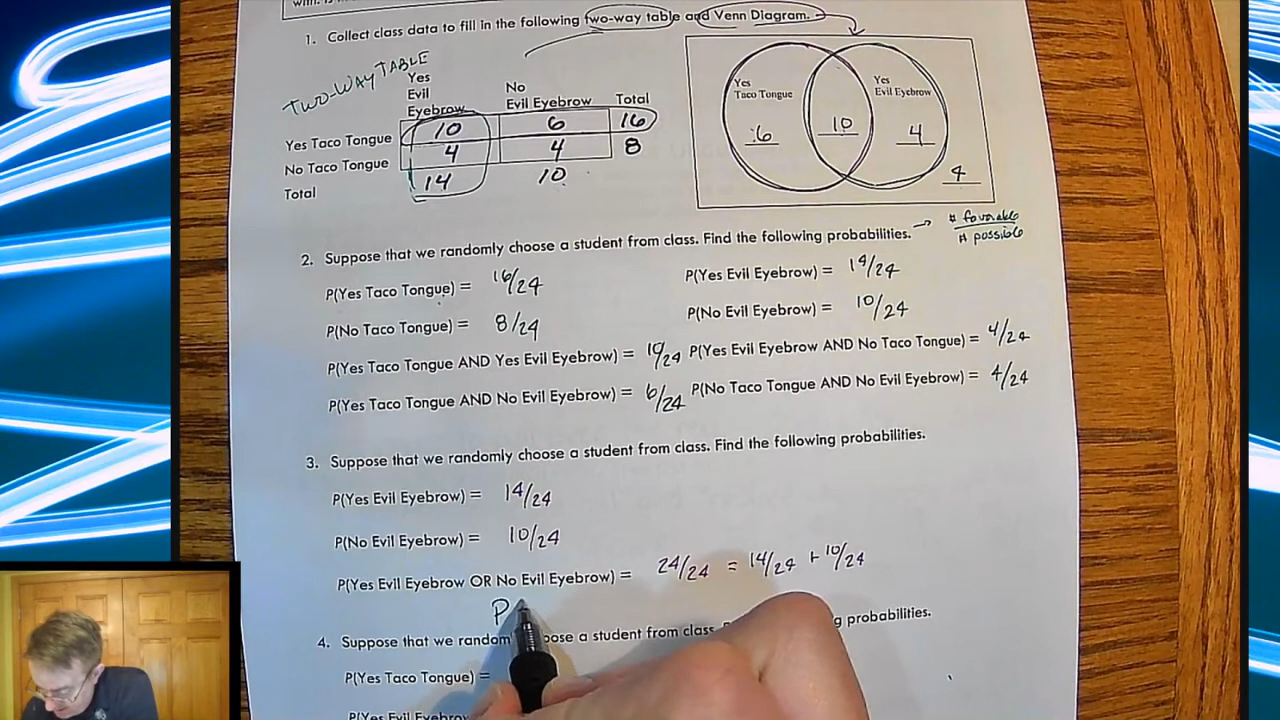 1. Collect class data to fill in the following two-way table and Venn Diagram.
TWO-WAY TABLE
Yes Evil Eyebrow No Evil Eyebrow Total
Yes Taco Tongue 10 6 16
No Taco Tongue 4 4 8
Total 14 10
Yes Taco Tongue
Yes Evil Eyebrow
6 10 4
4
2. Suppose that we randomly choose a student from class. Find the following probabilities. → # favorable
# possible
P(Yes Taco Tongue) = 16/24 P(Yes Evil Eyebrow) = 14/24
P(No Taco Tongue) = 8/24 P(No Evil Eyebrow) = 10/24
P(Yes Taco Tongue AND Yes Evil Eyebrow) = 10/24 P(Yes Evil Eyebrow AND No Taco Tongue) = 4/24
P(Yes Taco Tongue AND No Evil Eyebrow) = 6/24 P(No Taco Tongue AND No Evil Eyebrow) = 4/24
3. Suppose that we randomly choose a student from class. Find the following probabilities.
P(Yes Evil Eyebrow) = 14/24
P(No Evil Eyebrow) = 10/24
P(Yes Evil Eyebrow OR No Evil Eyebrow) = 24/24 = 14/24 + 10/24
P
4. Suppose that we random ose a student from class. g probabilities.
P(Yes Taco Tongue) =
P(Yes Evil Eyebrow